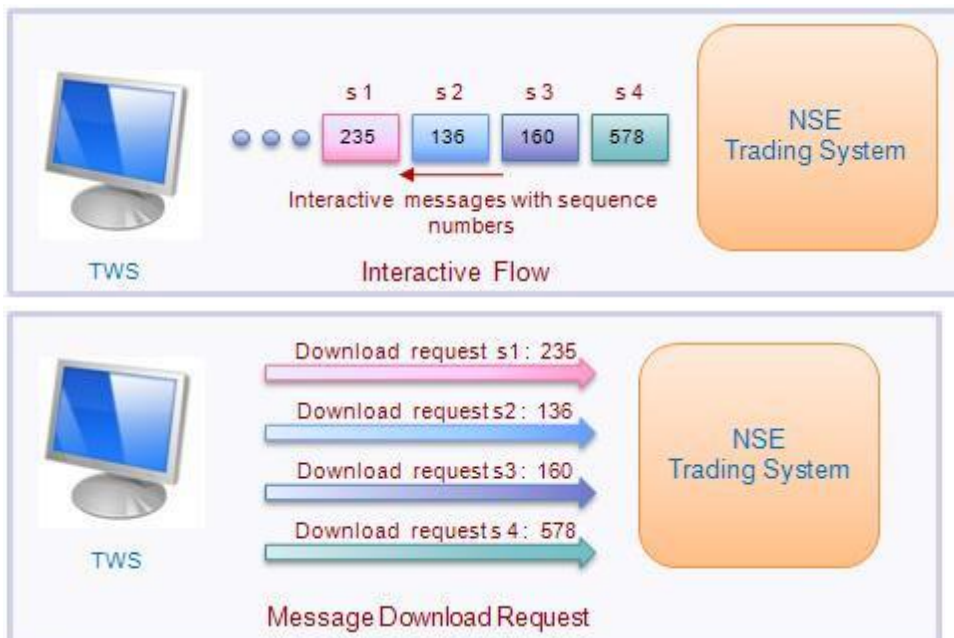 s 1 s 2 s 3 s 4
235 136 160 578
NSE
Trading System
Interactive messages with sequence
numbers
TWS
Interactive Flow
Download request s1: 235
Download request s2: 136
Download request s3: 160
Download request s 4: 578
NSE
Trading System
TWS
Message Download Request